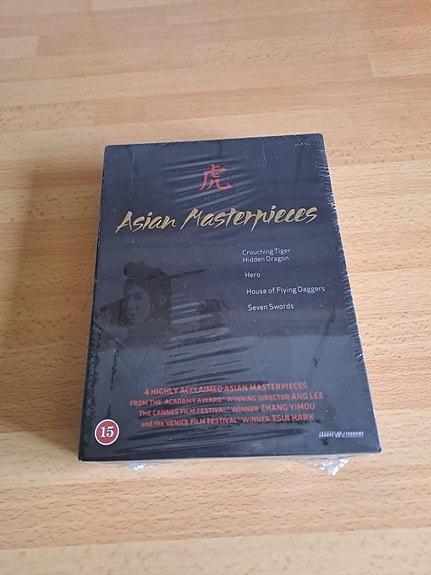 虎
Asian Masterpieces
Crouching Tiger
Hidden Dragon
Hero
House of Flying Daggers
Seven Swords
4 HIGHLY ACCLAIMED ASIAN MASTERPIECES
FROM THE ACADAMY AWARD® WINNING DIRECTOR ANG LEE
THE CANNES FILM FESTIVAL® WINNER ZHANG YIMOU
and the VENICE FILM FESTIVAL® WINNER TSUI HARK
15